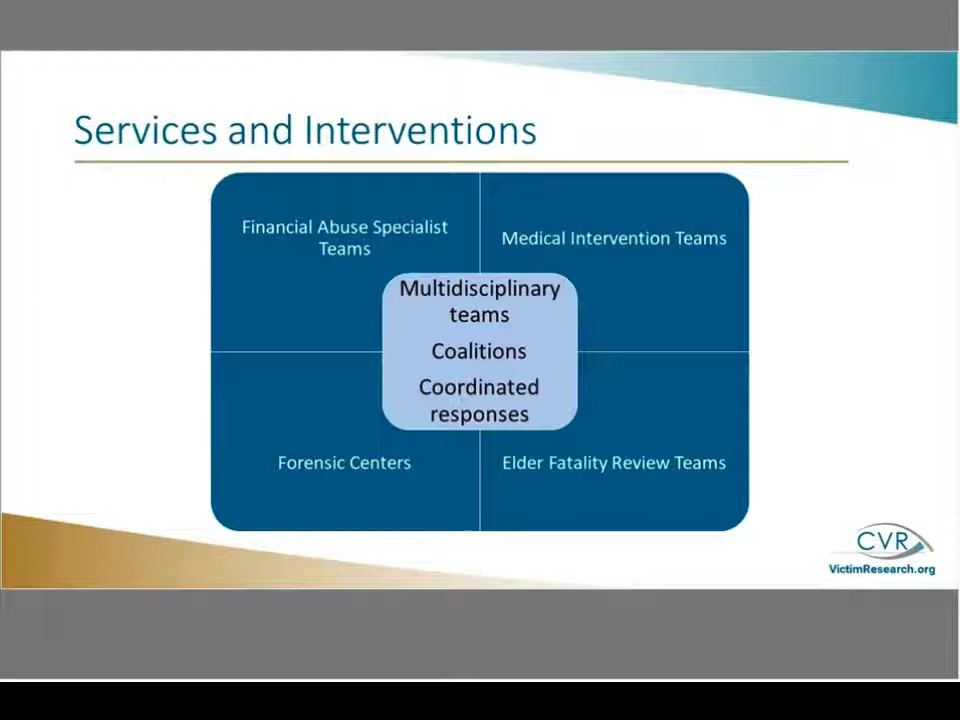 Services and Interventions
Financial Abuse Specialist
Teams
Medical Intervention Teams
Multidisciplinary
teams
Coalitions
Coordinated
responses
Forensic Centers
Elder Fatality Review Teams
CVR
VictimResearch.org